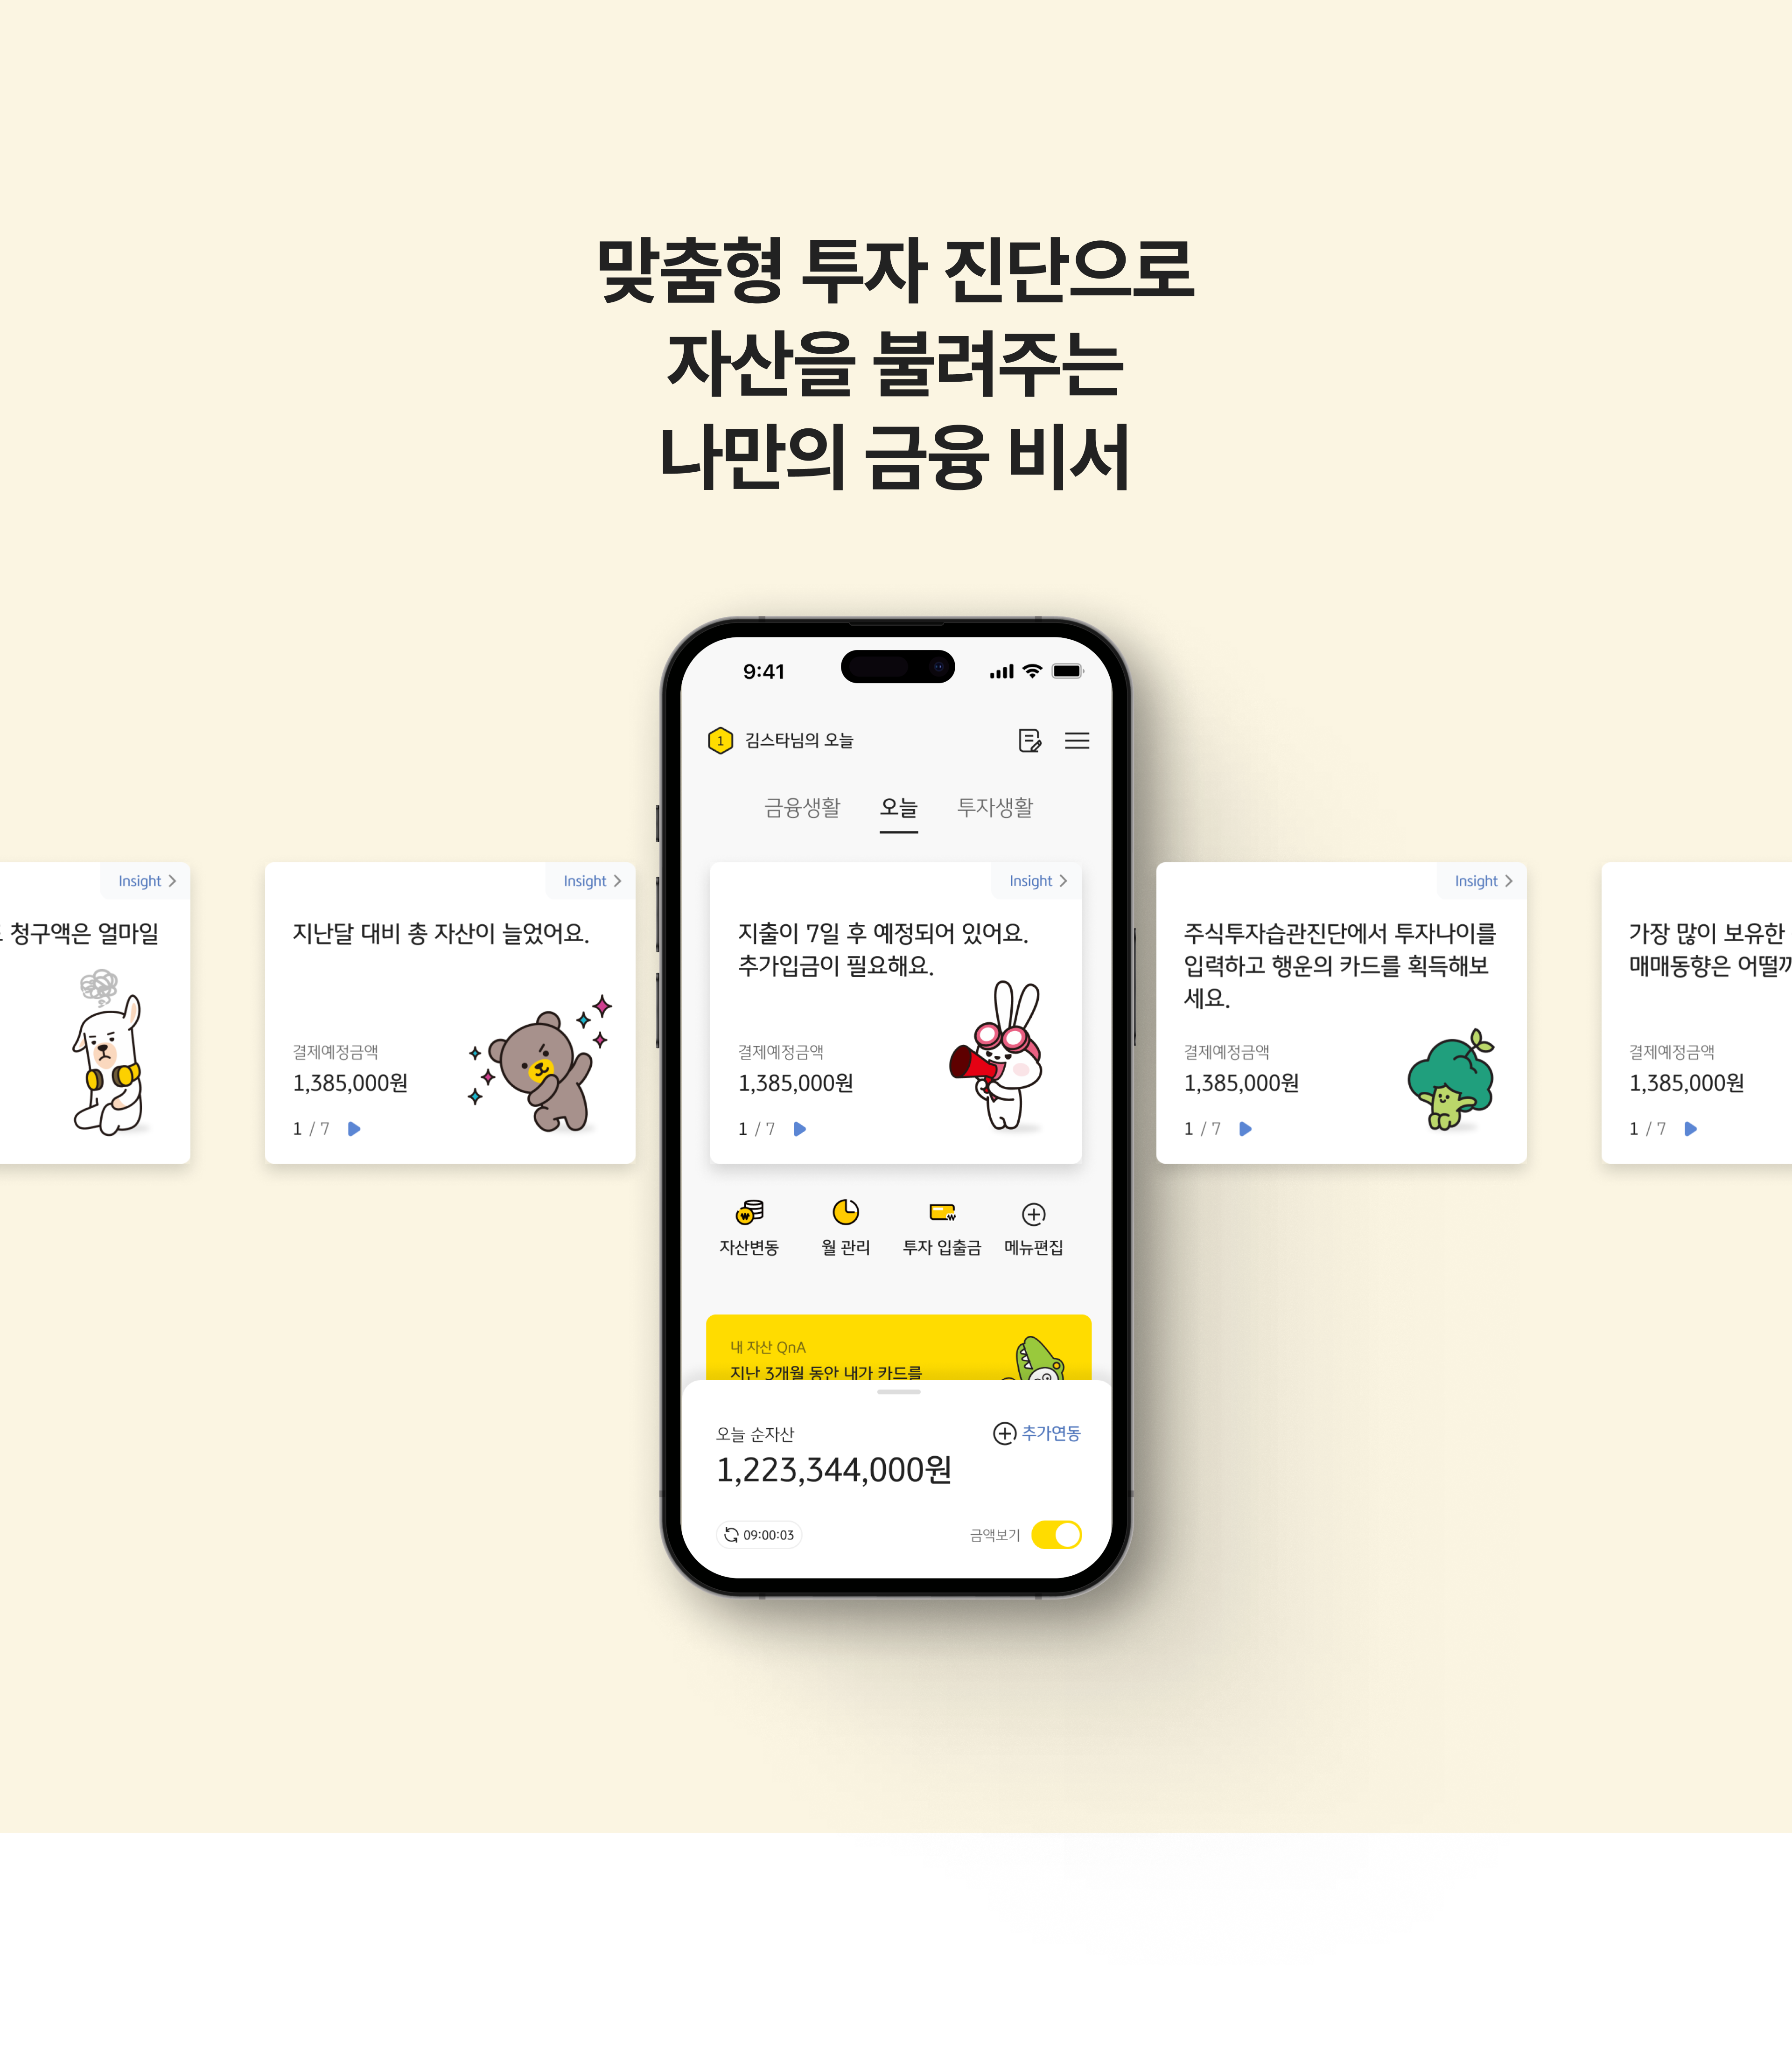 맞춤형 투자 진단으로
자산을 불려주는
나만의 금융 비서
9:41
1 김스타님의 오늘
금융생활 오늘 투자생활
Insight
청구액은 얼마일
Insight
지난달 대비 총 자산이 늘었어요.
결제예정금액
1,385,000원
1 / 7
Insight
지출이 7일 후 예정되어 있어요.
추가입금이 필요해요.
결제예정금액
1,385,000원
1 / 7
Insight
주식투자습관진단에서 투자나이를
입력하고 행운의 카드를 획득해보
세요.
결제예정금액
1,385,000원
1 / 7
가장 많이 보유한
매매동향은 어떨까
결제예정금액
1,385,000원
1 / 7
자산변동 월 관리 투자 입출금 메뉴편집
내 자산 QnA
지난 3개월 동안 내가 카드를
오늘 순자산
추가연동
1,223,344,000원
09:00:03
금액보기